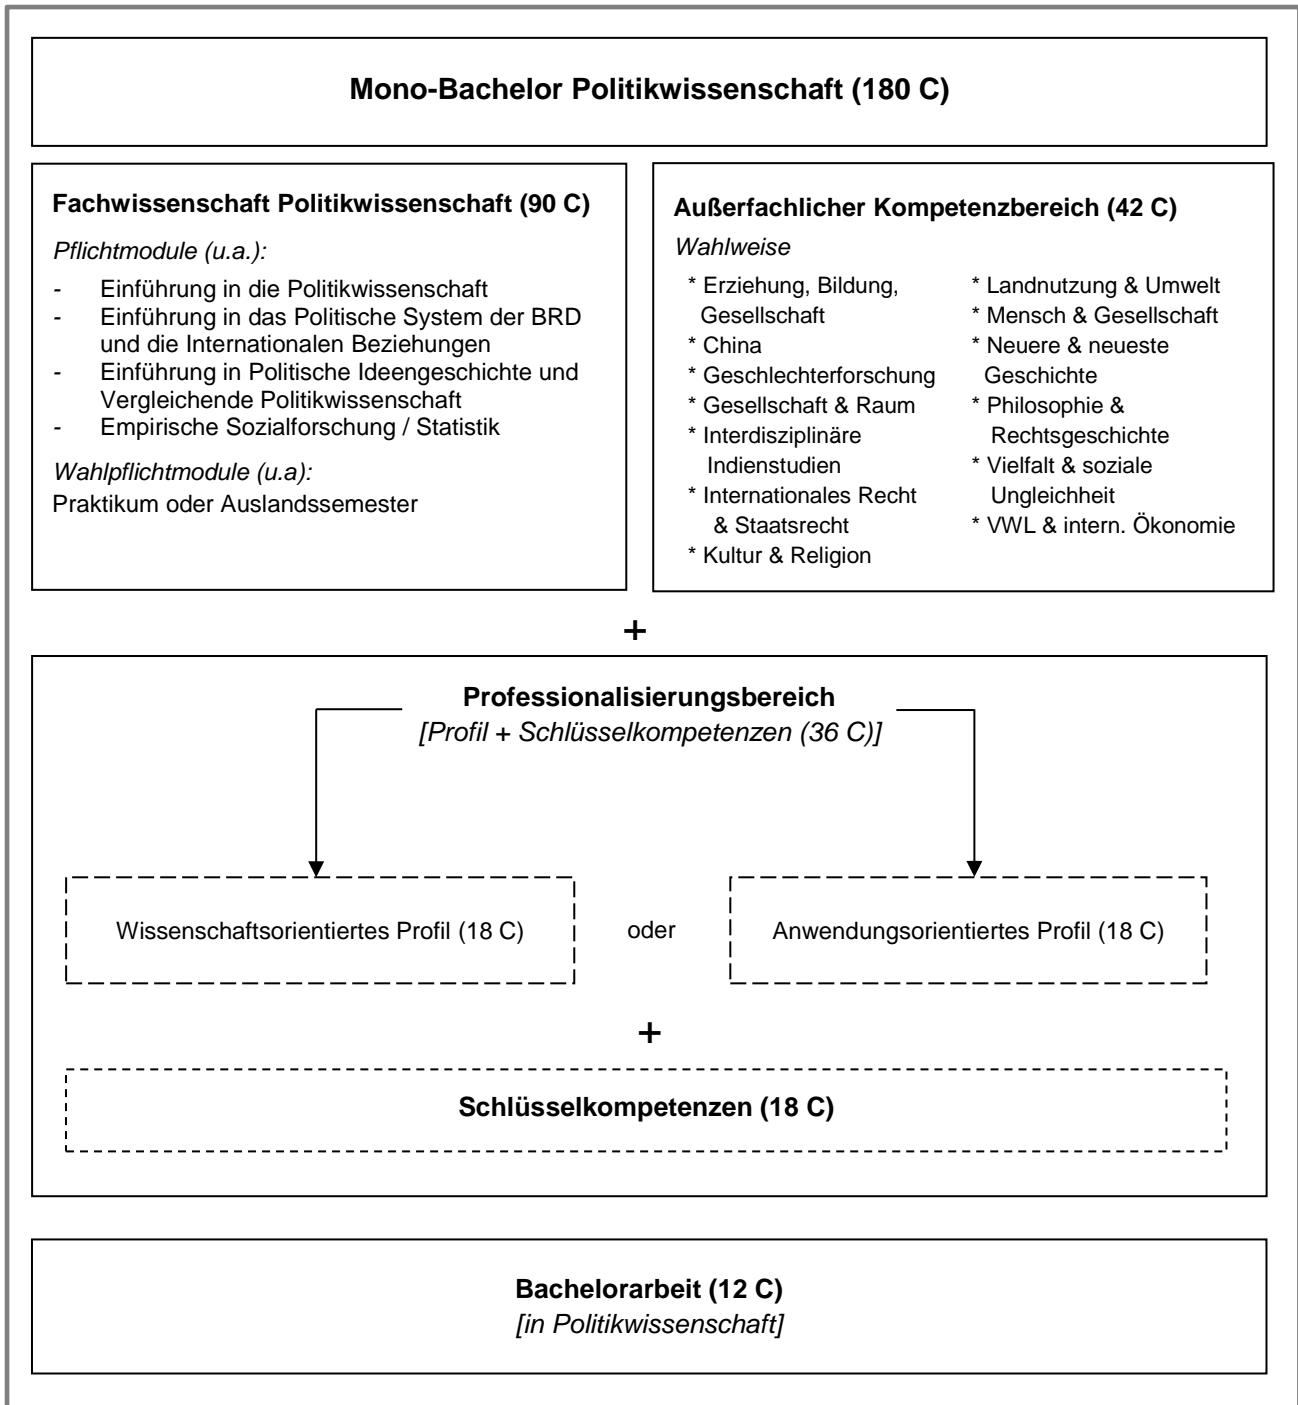 Mono-Bachelor Politikwissenschaft (180 C)
Fachwissenschaft Politikwissenschaft (90 C)
Pflichtmodule (u.a.):
- Einführung in die Politikwissenschaft
- Einführung in das Politische System der BRD
und die Internationalen Beziehungen
- Einführung in Politische Ideengeschichte und
Vergleichende Politikwissenschaft
- Empirische Sozialforschung / Statistik
Wahlpflichtmodule (u.a):
Praktikum oder Auslandssemester
Außerfachlicher Kompetenzbereich (42 C)
Wahlweise
* Erziehung, Bildung,
Gesellschaft
* China
* Geschlechterforschung
* Gesellschaft & Raum
* Interdisziplinäre
Indienstudien
* Internationales Recht
& Staatsrecht
* Kultur & Religion
* Landnutzung & Umwelt
* Mensch & Gesellschaft
* Neuere & neueste
Geschichte
* Philosophie &
Rechtsgeschichte
* Vielfalt & soziale
Ungleichheit
* VWL & intern. Ökonomie
+
Professionalisierungsbereich
[Profil + Schlüsselkompetenzen (36 C)]
Wissenschaftsorientiertes Profil (18 C)
oder
Anwendungsorientiertes Profil (18 C)
+
Schlüsselkompetenzen (18 C)
Bachelorarbeit (12 C)
[in Politikwissenschaft]